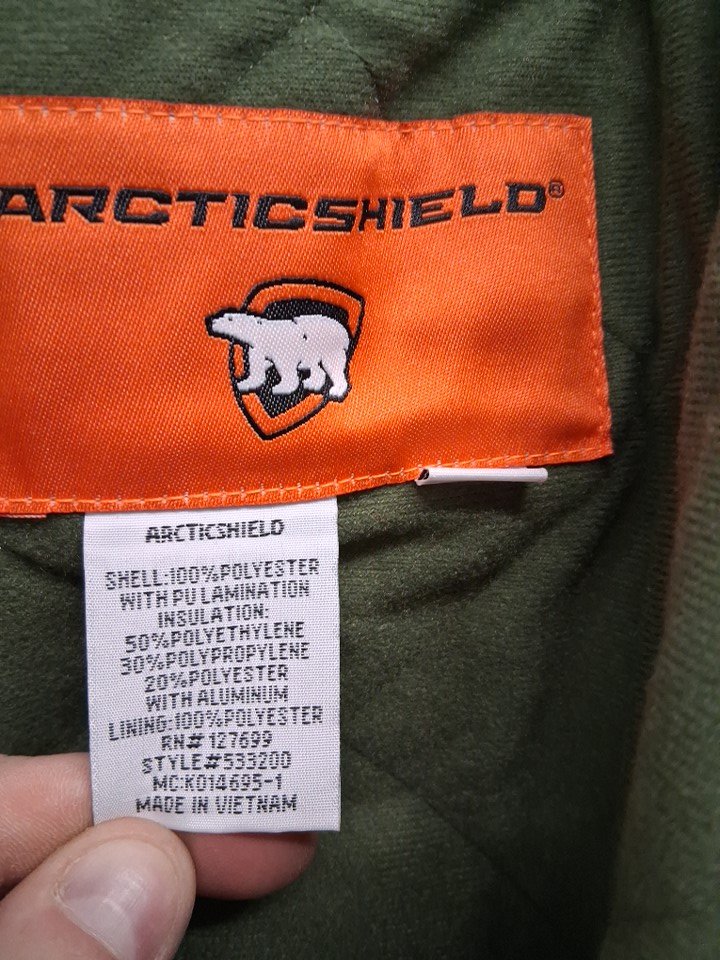 ARCTICSHIELD®
ARCTICSHIELD
SHELL:100%POLYESTER
WITH PU LAMINATION
INSULATION:
50%POLYETHYLENE
30%POLYPROPYLENE
20%POLYESTER
WITH ALUMINUM
LINING:100%POLYESTER
RN#127699
STYLE#533200
MC:K014695-1
MADE IN VIETNAM